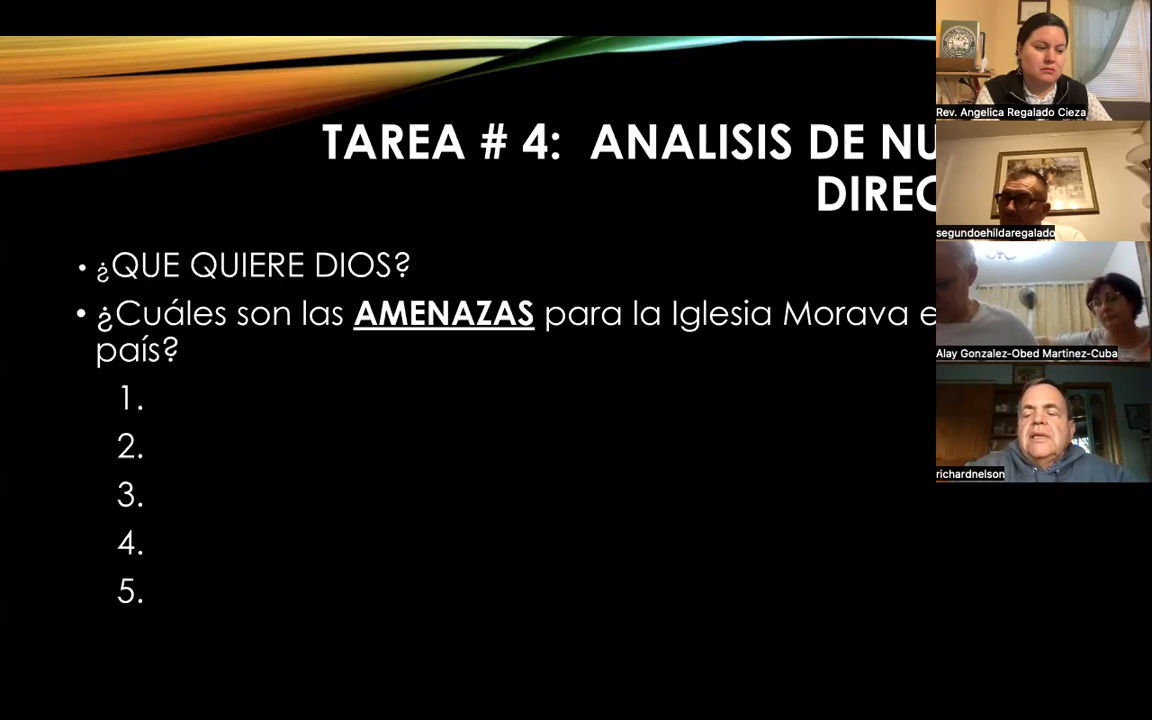 TAREA # 4: ANALISIS DE NU
DIREC
• ¿QUE QUIERE DIOS?
• ¿Cuáles son las AMENAZAS para la Iglesia Morava e
país?
1.
2.
3.
4.
5.
Rev. Angelica Regalado Cieza
segundoehildaregalado
Alay Gonzalez-Obed Martinez-Cuba
richardnelson